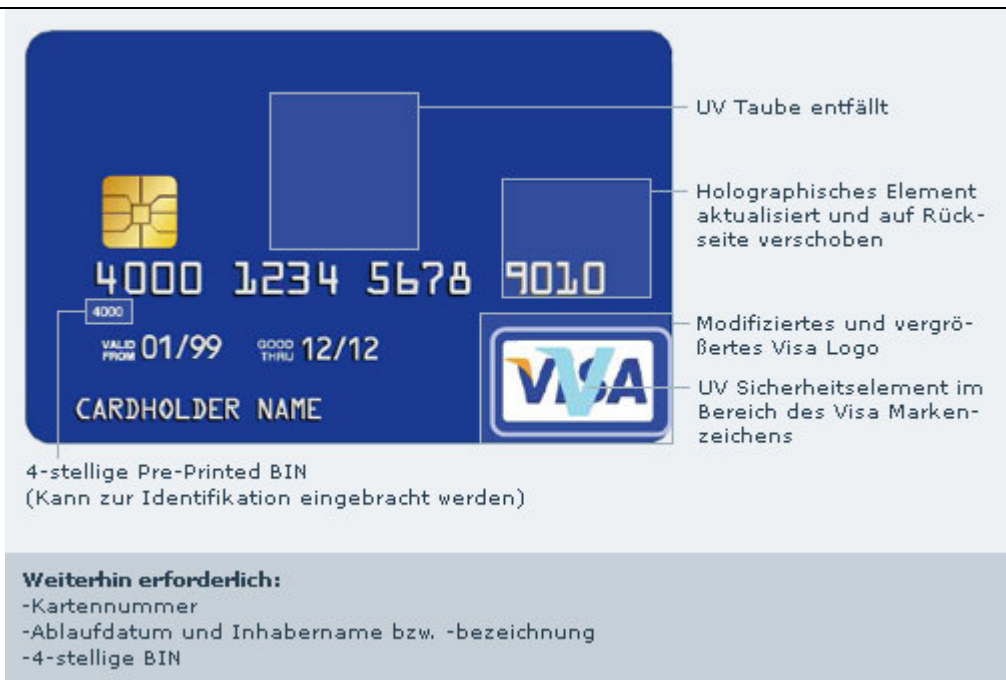 UV Taube entfällt
Holographisches Element
aktualisiert und auf Rück-
seite verschoben
4000 1234 5678 9010
4000
VALID
FROM 01/99 GOOD
THRU 12/12
CARDHOLDER NAME
VISA
Modifiziertes und vergrö-
ßertes Visa Logo
UV Sicherheitselement im
Bereich des Visa Marken-
zeichens
4-stellige Pre-Printed BIN
(Kann zur Identifikation eingebracht werden)
Weiterhin erforderlich:
-Kartennummer
-Ablaufdatum und Inhabername bzw. -bezeichnung
-4-stellige BIN